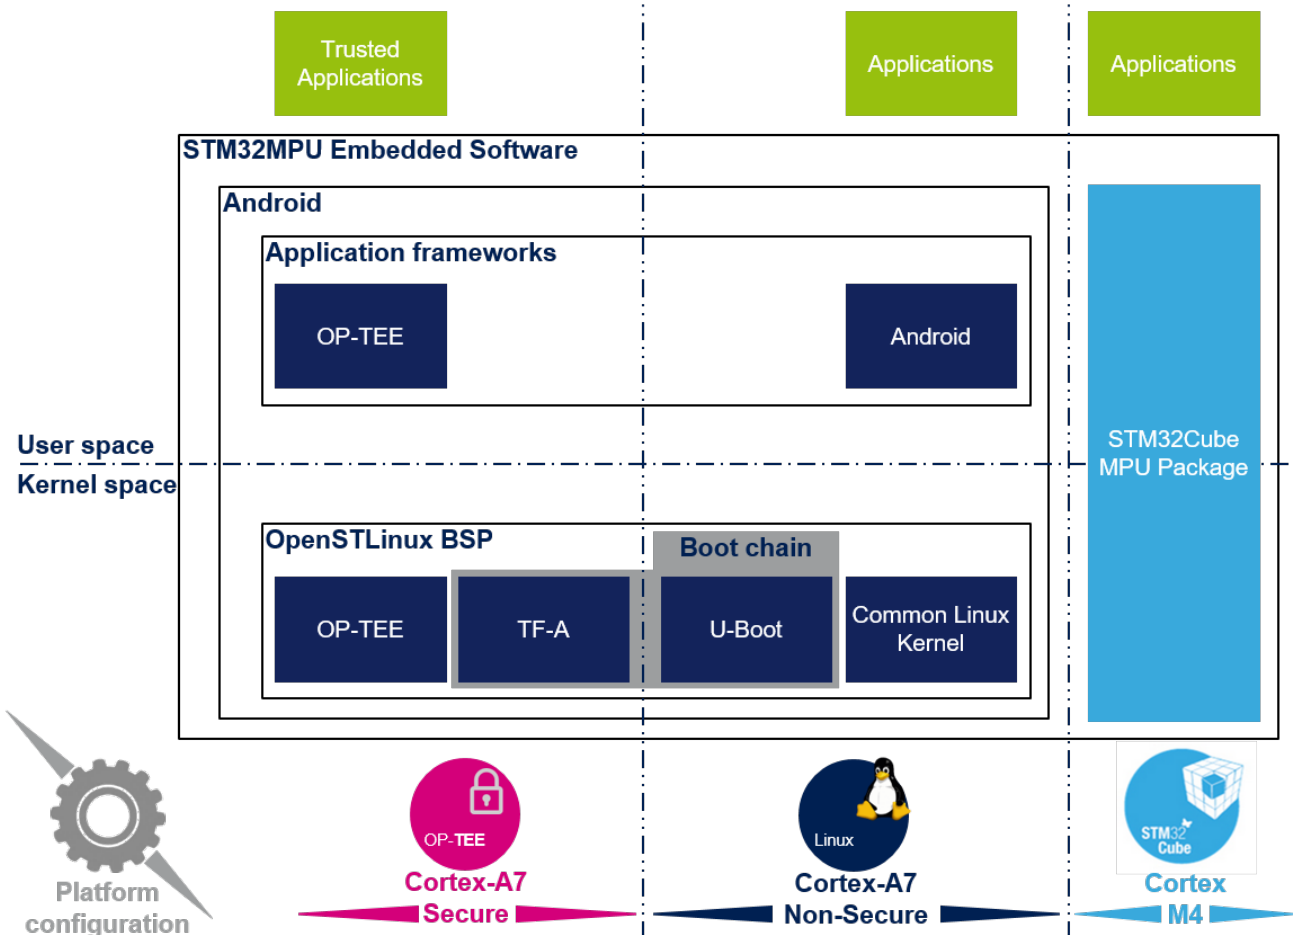 Trusted
Applications
Applications
Applications
STM32MPU Embedded Software
Android
Application frameworks
OP-TEE
Android
User space
Kernel space
STM32Cube
MPU Package
OpenSTLinux BSP
Boot chain
OP-TEE
TF-A
U-Boot
Common Linux
Kernel
OP-TEE
Linux
STM32
Cube
Platform
configuration
Cortex-A7
Secure
Cortex-A7
Non-Secure
Cortex
M4